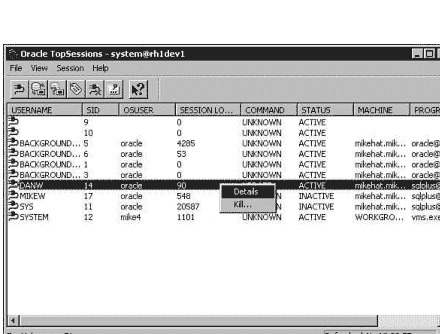 Oracle TopSessions - system@rh1dev1
File View Session Help
USERNAME SID OSUSER SESSION LO... COMMAND STATUS MACHINE PROGR
9 0 UNKNOWN ACTIVE
10 0 UNKNOWN ACTIVE
BACKGROUND... 5 oracle 4285 UNKNOWN ACTIVE mikehat.mik... oracle@
BACKGROUND... 6 oracle 53 UNKNOWN ACTIVE mikehat.mik... oracle@
BACKGROUND... 1 oracle 0 UNKNOWN ACTIVE mikehat.mik... oracle@
BACKGROUND... 3 oracle 0 UNKNOWN ACTIVE mikehat.mik... oracle@
DANW 14 oracle 90 ACTIVE mikehat.mik... sqlplus@
Details
MIKEW 17 oracle 548 N INACTIVE mikehat.mik... sqlplus@
Kill...
SYS 11 oracle 20587 N INACTIVE mikehat.mik... sqlplus@
SYSTEM 12 mike4 1101 UNKNOWN ACTIVE WORKGRO... vms.exe